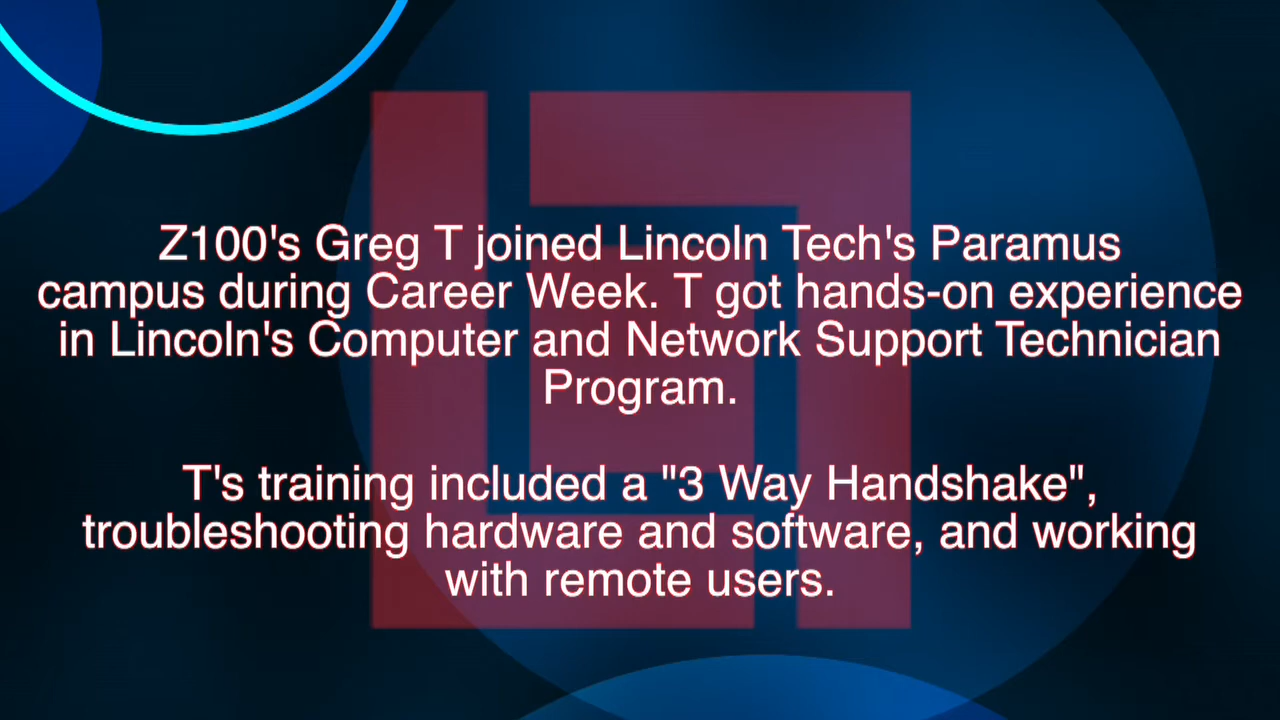 Z100's Greg T joined Lincoln Tech's Paramus
campus during Career Week. T got hands-on experience
in Lincoln's Computer and Network Support Technician
Program.
T's training included a "3 Way Handshake",
troubleshooting hardware and software, and working
with remote users.